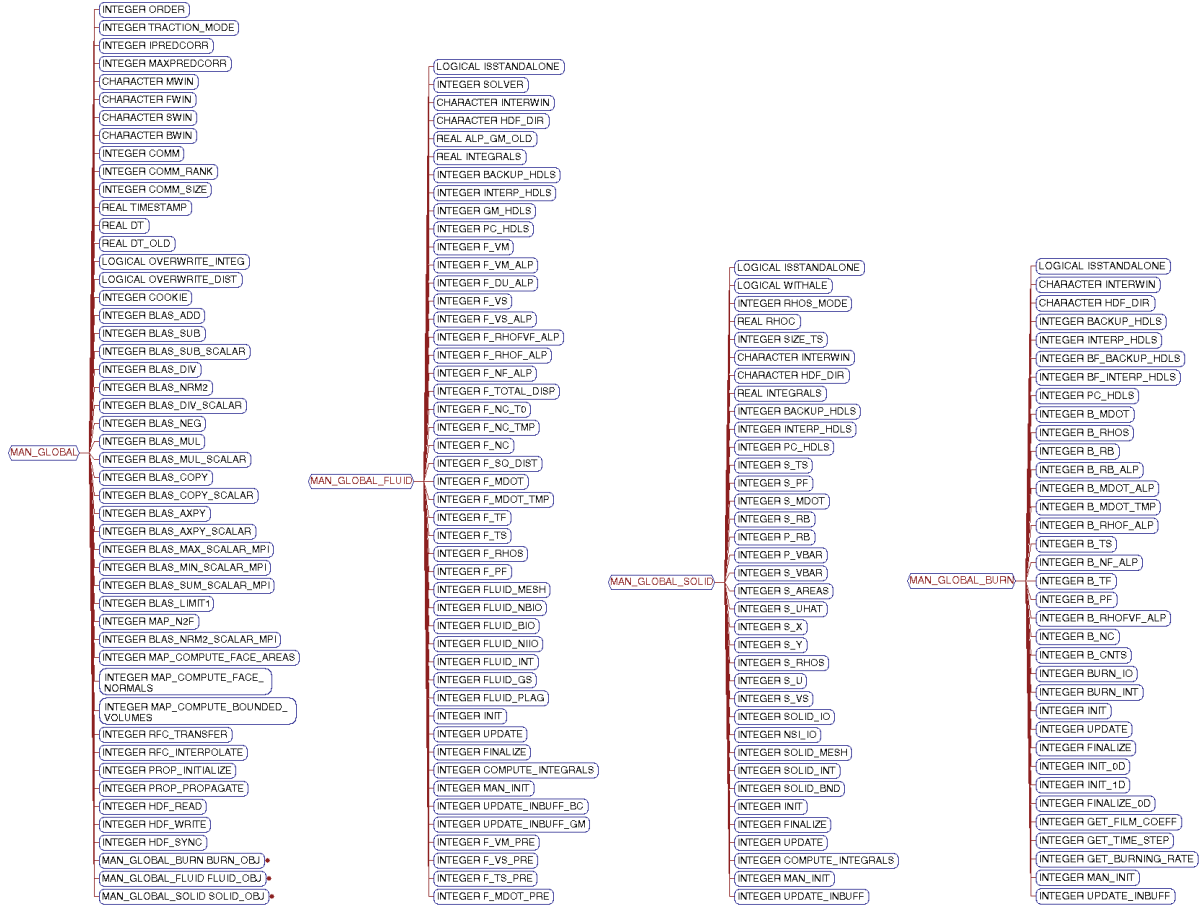 MAN_GLOBAL
INTEGER ORDER
INTEGER TRACTION_MODE
INTEGER IPREDCORR
INTEGER MAXPREDCORR
CHARACTER MWIN
CHARACTER FWIN
CHARACTER SWIN
CHARACTER BWIN
INTEGER COMM
INTEGER COMM_RANK
INTEGER COMM_SIZE
REAL TIMESTAMP
REAL DT
REAL DT_OLD
LOGICAL OVERWRITE_INTEG
LOGICAL OVERWRITE_DIST
INTEGER COOKIE
INTEGER BLAS_ADD
INTEGER BLAS_SUB
INTEGER BLAS_SUB_SCALAR
INTEGER BLAS_DIV
INTEGER BLAS_NRM2
INTEGER BLAS_DIV_SCALAR
INTEGER BLAS_NEG
INTEGER BLAS_MUL
INTEGER BLAS_MUL_SCALAR
INTEGER BLAS_COPY
INTEGER BLAS_COPY_SCALAR
INTEGER BLAS_AXPY
INTEGER BLAS_AXPY_SCALAR
INTEGER BLAS_MAX_SCALAR_MPI
INTEGER BLAS_MIN_SCALAR_MPI
INTEGER BLAS_SUM_SCALAR_MPI
INTEGER BLAS_LIMIT1
INTEGER MAP_N2F
INTEGER BLAS_NRM2_SCALAR_MPI
INTEGER MAP_COMPUTE_FACE_AREAS
INTEGER MAP_COMPUTE_FACE_
NORMALS
INTEGER MAP_COMPUTE_BOUNDED_
VOLUMES
INTEGER RFC_TRANSFER
INTEGER RFC_INTERPOLATE
INTEGER PROP_INITIALIZE
INTEGER PROP_PROPAGATE
INTEGER HDF_READ
INTEGER HDF_WRITE
INTEGER HDF_SYNC
MAN_GLOBAL_BURN BURN_OBJ
MAN_GLOBAL_FLUID FLUID_OBJ
MAN_GLOBAL_SOLID SOLID_OBJ
MAN_GLOBAL_FLUID
LOGICAL ISSTANDALONE
INTEGER SOLVER
CHARACTER INTERWIN
CHARACTER HDF_DIR
REAL ALP_GM_OLD
REAL INTEGRALS
INTEGER BACKUP_HDLS
INTEGER INTERP_HDLS
INTEGER GM_HDLS
INTEGER PC_HDLS
INTEGER F_VM
INTEGER F_VM_ALP
INTEGER F_DU_ALP
INTEGER F_VS
INTEGER F_VS_ALP
INTEGER F_RHOFVF_ALP
INTEGER F_RHOF_ALP
INTEGER F_NF_ALP
INTEGER F_TOTAL_DISP
INTEGER F_NC_T0
INTEGER F_NC_TMP
INTEGER F_NC
INTEGER F_SQ_DIST
INTEGER F_MDOT
INTEGER F_MDOT_TMP
INTEGER F_TF
INTEGER F_TS
INTEGER F_RHOS
INTEGER F_PF
INTEGER FLUID_MESH
INTEGER FLUID_NBIO
INTEGER FLUID_BIO
INTEGER FLUID_NIIO
INTEGER FLUID_INT
INTEGER FLUID_GS
INTEGER FLUID_PLAG
INTEGER INIT
INTEGER UPDATE
INTEGER FINALIZE
INTEGER COMPUTE_INTEGRALS
INTEGER MAN_INIT
INTEGER UPDATE_INBUFF_BC
INTEGER UPDATE_INBUFF_GM
INTEGER F_VM_PRE
INTEGER F_VS_PRE
INTEGER F_TS_PRE
INTEGER F_MDOT_PRE
MAN_GLOBAL_SOLID
LOGICAL ISSTANDALONE
LOGICAL WITHALE
INTEGER RHOS_MODE
REAL RHOC
INTEGER SIZE_TS
CHARACTER INTERWIN
CHARACTER HDF_DIR
REAL INTEGRALS
INTEGER BACKUP_HDLS
INTEGER INTERP_HDLS
INTEGER PC_HDLS
INTEGER S_TS
INTEGER S_PF
INTEGER S_MDOT
INTEGER S_RB
INTEGER P_RB
INTEGER P_VBAR
INTEGER S_VBAR
INTEGER S_AREAS
INTEGER S_UHAT
INTEGER S_X
INTEGER S_Y
INTEGER S_RHOS
INTEGER S_U
INTEGER S_VS
INTEGER SOLID_IO
INTEGER NSI_IO
INTEGER SOLID_MESH
INTEGER SOLID_INT
INTEGER SOLID_BND
INTEGER INIT
INTEGER FINALIZE
INTEGER UPDATE
INTEGER COMPUTE_INTEGRALS
INTEGER MAN_INIT
INTEGER UPDATE_INBUFF
MAN_GLOBAL_BURN
LOGICAL ISSTANDALONE
CHARACTER INTERWIN
CHARACTER HDF_DIR
INTEGER BACKUP_HDLS
INTEGER INTERP_HDLS
INTEGER BF_BACKUP_HDLS
INTEGER BF_INTERP_HDLS
INTEGER PC_HDLS
INTEGER B_MDOT
INTEGER B_RHOS
INTEGER B_RB
INTEGER B_RB_ALP
INTEGER B_MDOT_ALP
INTEGER B_MDOT_TMP
INTEGER B_RHOF_ALP
INTEGER B_TS
INTEGER B_NF_ALP
INTEGER B_TF
INTEGER B_PF
INTEGER B_RHOFVF_ALP
INTEGER B_NC
INTEGER B_CNTS
INTEGER BURN_IO
INTEGER BURN_INT
INTEGER INIT
INTEGER UPDATE
INTEGER FINALIZE
INTEGER INIT_0D
INTEGER INIT_1D
INTEGER FINALIZE_0D
INTEGER GET_FILM_COEFF
INTEGER GET_TIME_STEP
INTEGER GET_BURNING_RATE
INTEGER MAN_INIT
INTEGER UPDATE_INBUFF